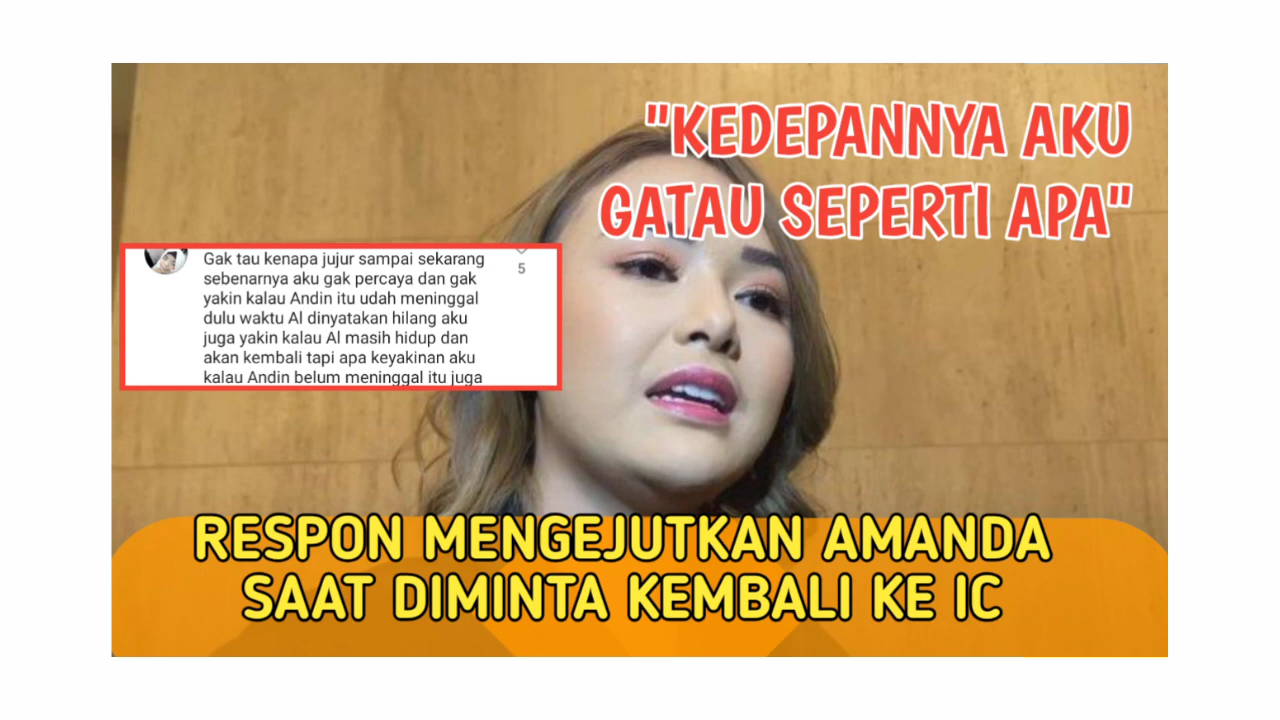 "KEDEPANNYA AKU
GATAU SEPERTI APA"
Gak tau kenapa jujur sampai sekarang
sebenarnya aku gak percaya dan gak
yakin kalau Andin itu udah meninggal
dulu waktu Al dinyatakan hilang aku
juga yakin kalau Al masih hidup dan
akan kembali tapi apa keyakinan aku
kalau Andin belum meninggal itu juga
5
RESPON MENGEJUTKAN AMANDA
SAAT DIMINTA KEMBALI KE IC